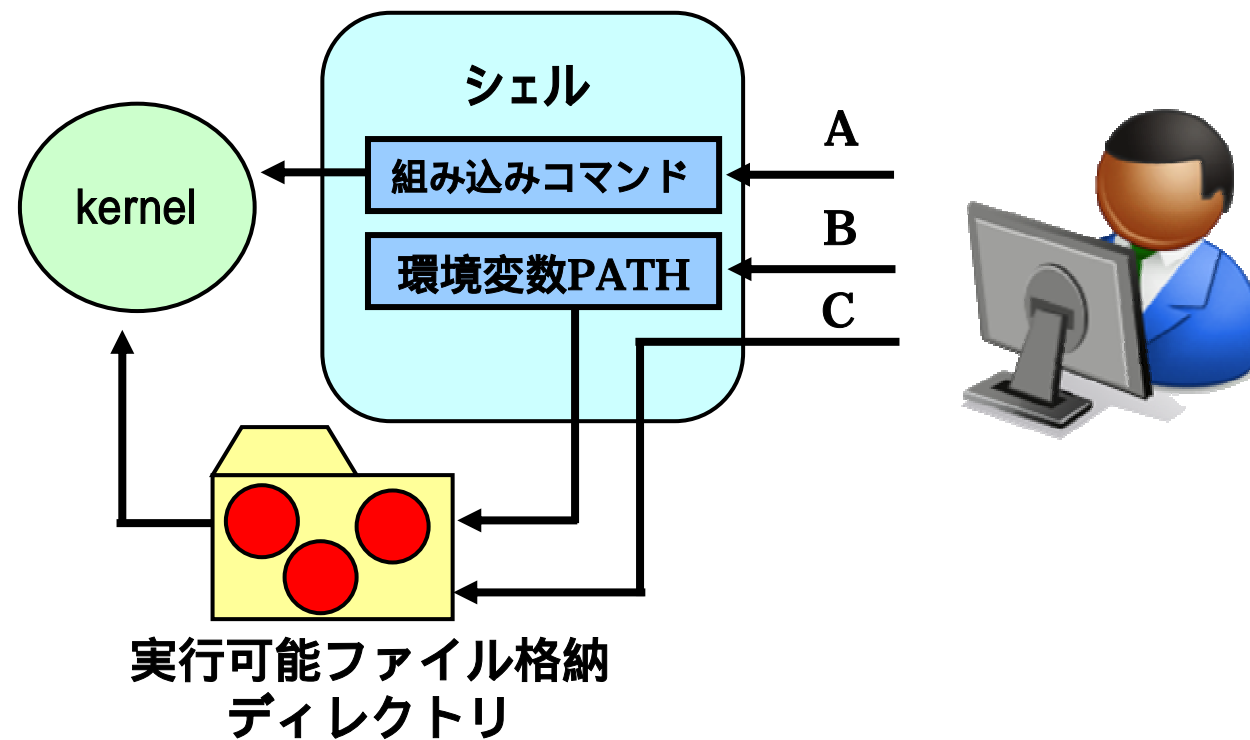 シェル
A
組み込みコマンド
kernel
B
環境変数PATH
C
実行可能ファイル格納
ディレクトリ